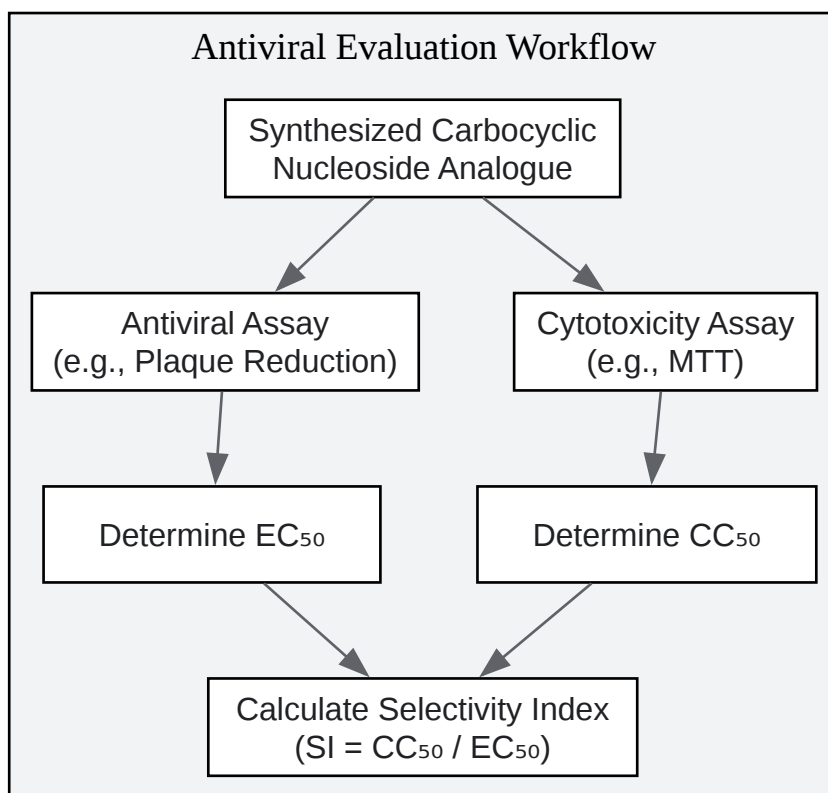 Antiviral Evaluation Workflow
Synthesized Carbocyclic
Nucleoside Analogue
Antiviral Assay
(e.g., Plaque Reduction)
Cytotoxicity Assay
(e.g., MTT)
Determine EC₅₀
Determine CC₅₀
Calculate Selectivity Index
(SI = CC₅₀ / EC₅₀)